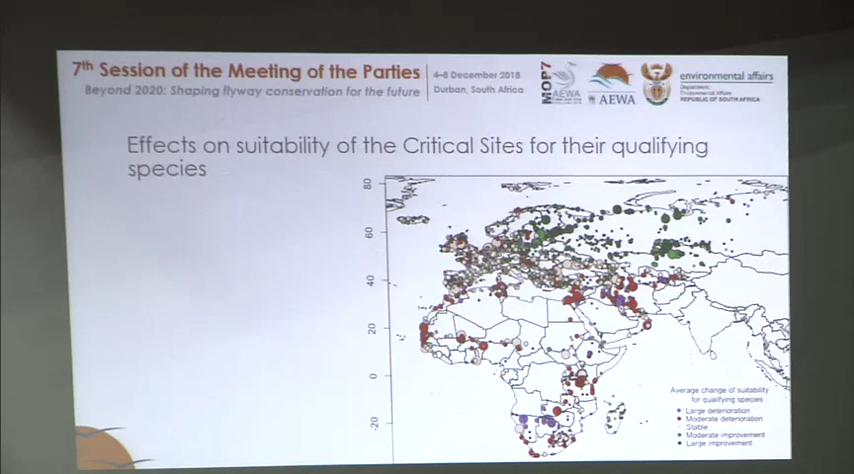 7th Session of the Meeting of the Parties
Beyond 2020: Shaping flyway conservation for the future
4-8 December 2018
Durban, South Africa
MOP7
AEWA
AEWA
environmental affairs
Department:
Environmental Affairs
REPUBLIC OF SOUTH AFRICA
Effects on suitability of the Critical Sites for their qualifying
species
80
60
40
20
0
-20
Average change of suitability
for qualifying species
Large deterioration
Moderate deterioration
Stable
Moderate improvement
Large improvement